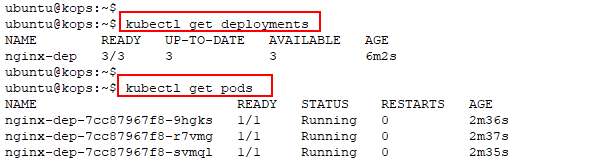 ubuntu@kops:~$
ubuntu@kops:~$ kubectl get deployments
NAME READY UP-TO-DATE AVAILABLE AGE
nginx-dep 3/3 3 3 6m2s
ubuntu@kops:~$
ubuntu@kops:~$ kubectl get pods
NAME READY STATUS RESTARTS AGE
nginx-dep-7cc87967f8-9hgks 1/1 Running 0 2m36s
nginx-dep-7cc87967f8-r7vmg 1/1 Running 0 2m37s
nginx-dep-7cc87967f8-svmql 1/1 Running 0 2m35s